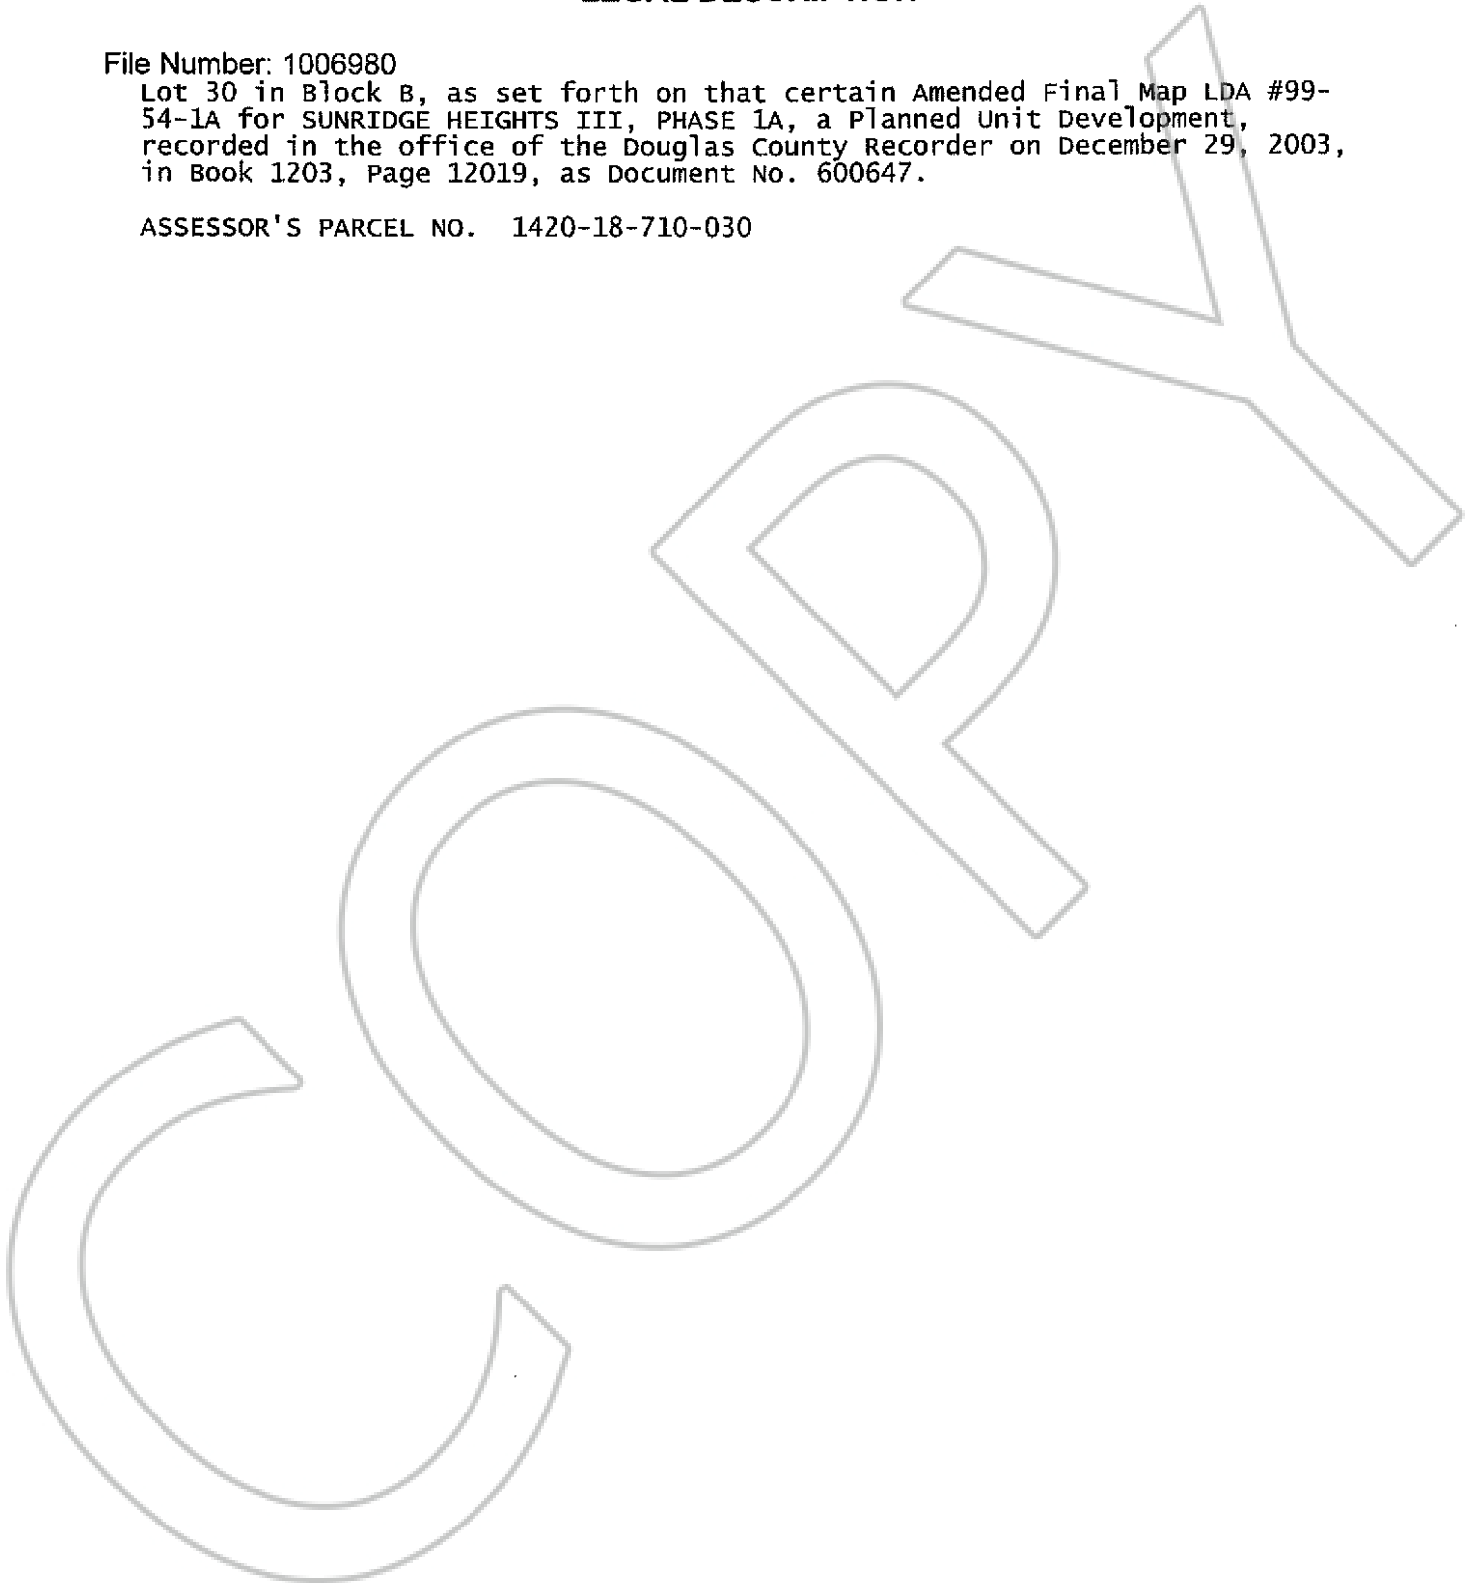 File Number: 1006980
Lot 30 in Block B, as set forth on that certain Amended Final Map LDA #99-
54-1A for SUNRIDGE HEIGHTS III, PHASE 1A, a Planned Unit Development,
recorded in the office of the Douglas County Recorder on December 29, 2003,
in Book 1203, Page 12019, as Document No. 600647.
ASSESSOR'S PARCEL NO. 1420-18-710-030
COPY